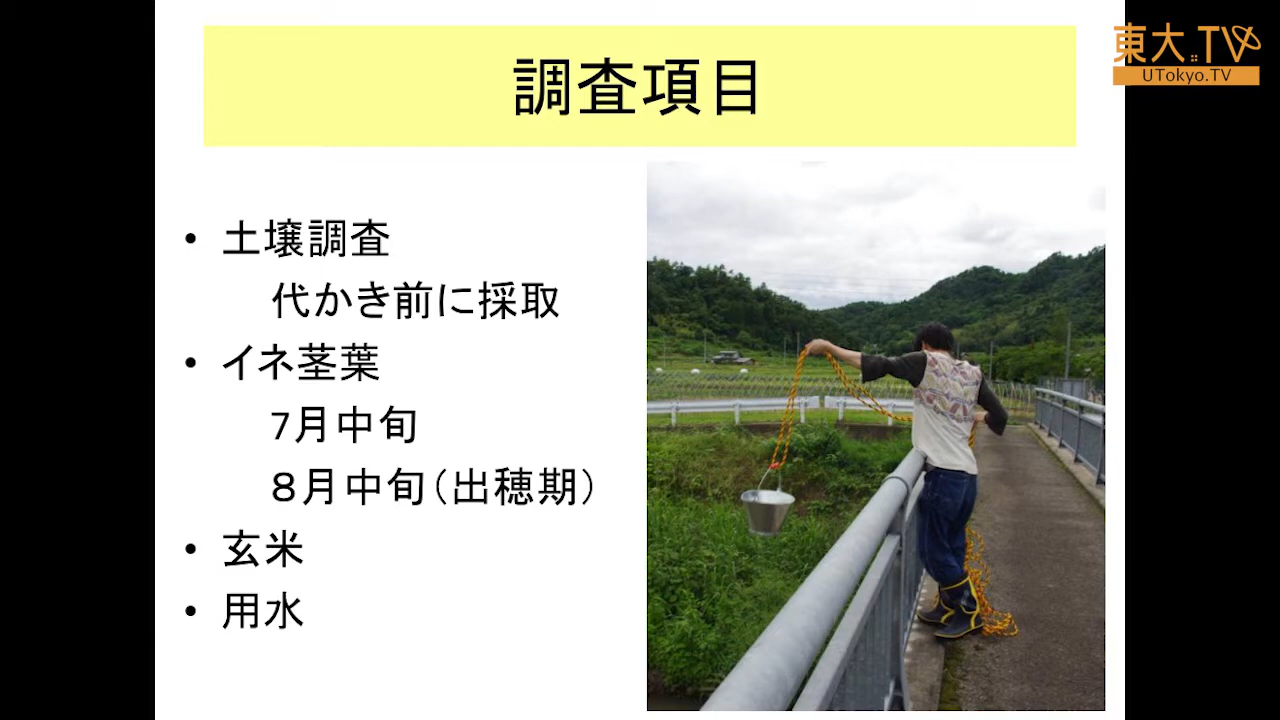 調査項目
東大TV
UTokyo.TV
• 土壌調査
代かき前に採取
• イネ茎葉
7月中旬
８月中旬（出穂期）
• 玄米
• 用水